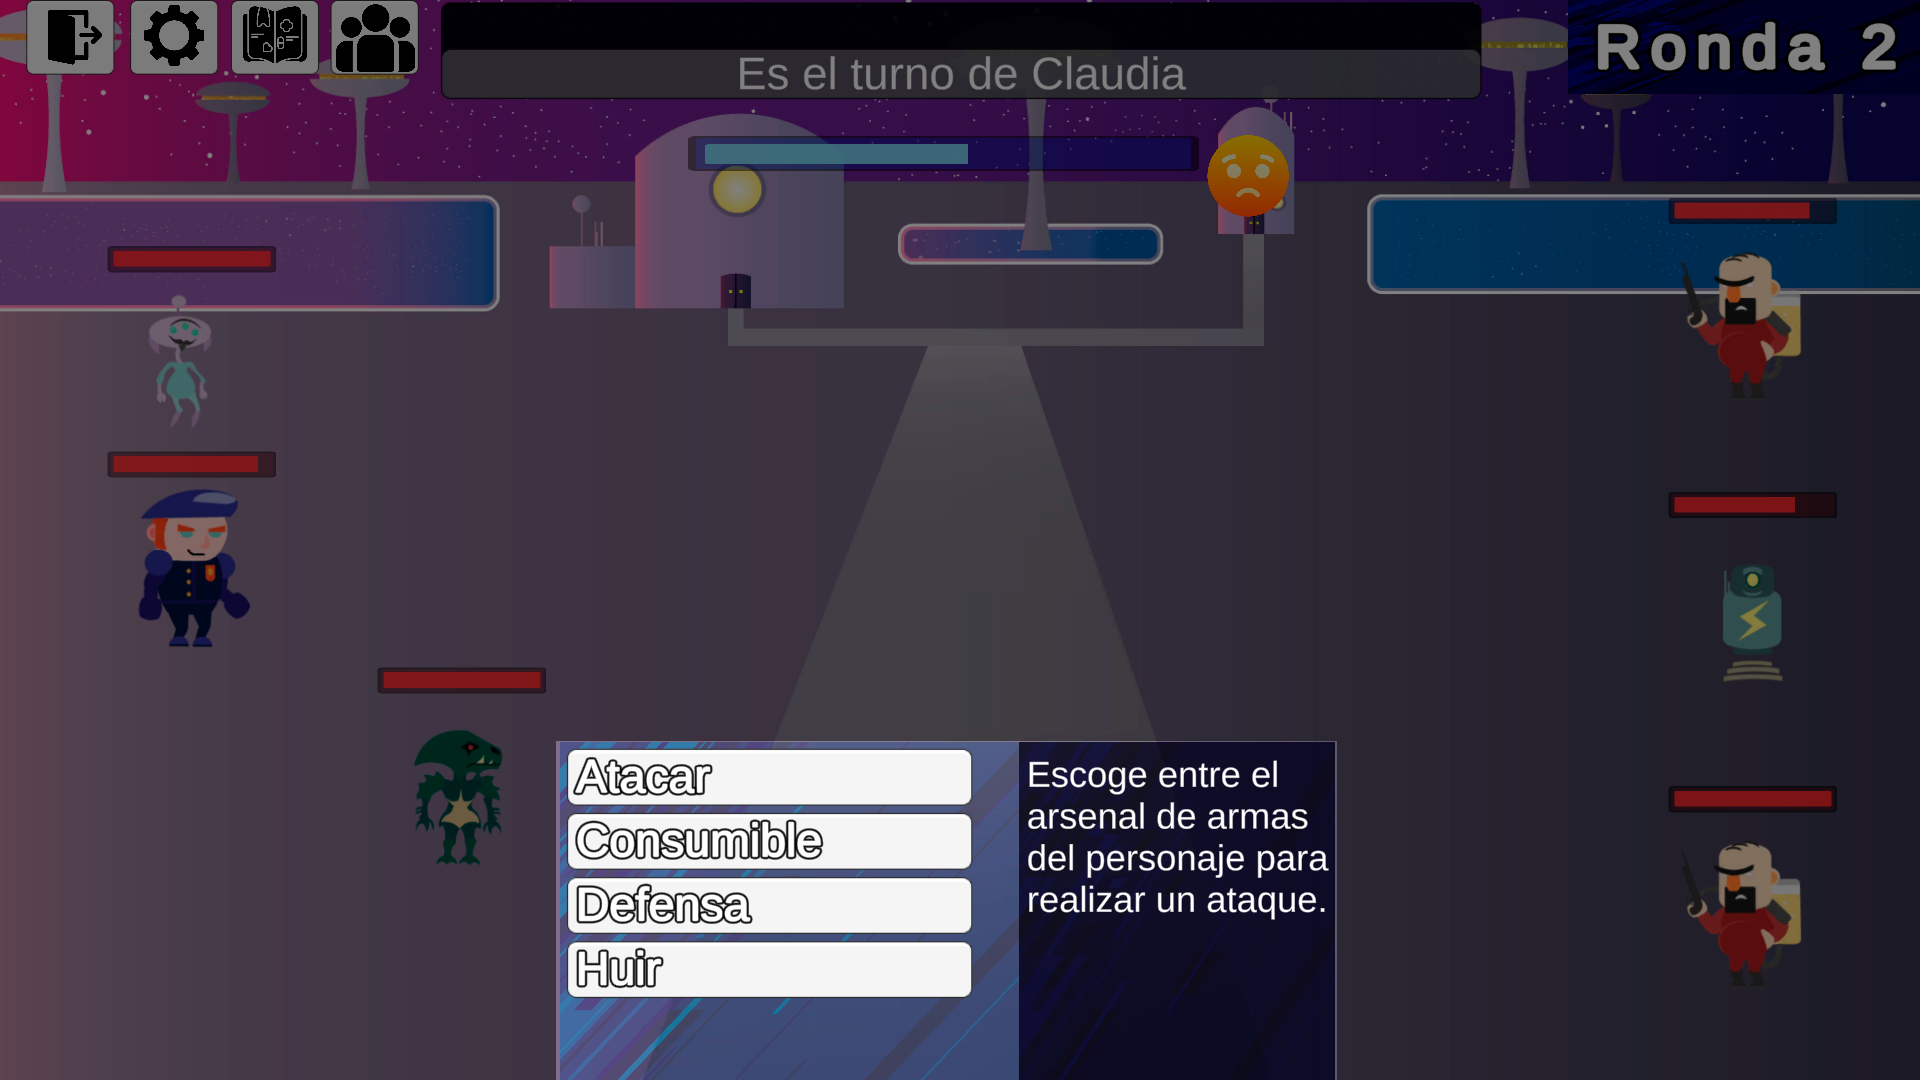 Es el turno de Claudia
Ronda 2
Atacar
Consumible
Defensa
Huir
Escoge entre el
arsenal de armas
del personaje para
realizar un ataque.